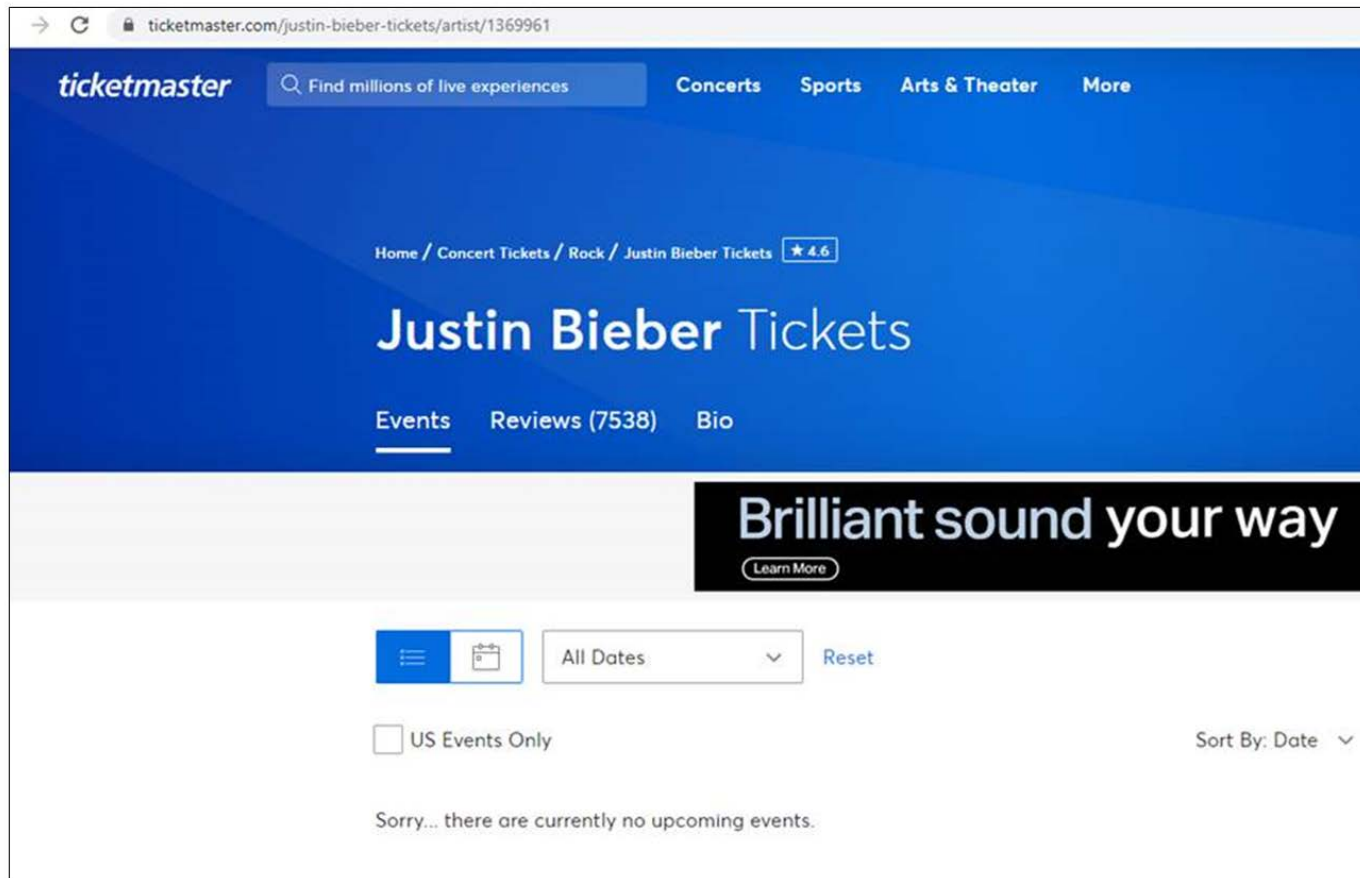 ticketmaster.com/justin-bieber-tickets/artist/1369961
ticketmaster Find millions of live experiences Concerts Sports Arts & Theater More
Home / Concert Tickets / Rock / Justin Bieber Tickets ★ 4.6
Justin Bieber Tickets
Events Reviews (7538) Bio
Brilliant sound your way
Learn More
All Dates Reset
US Events Only Sort By: Date
Sorry... there are currently no upcoming events.